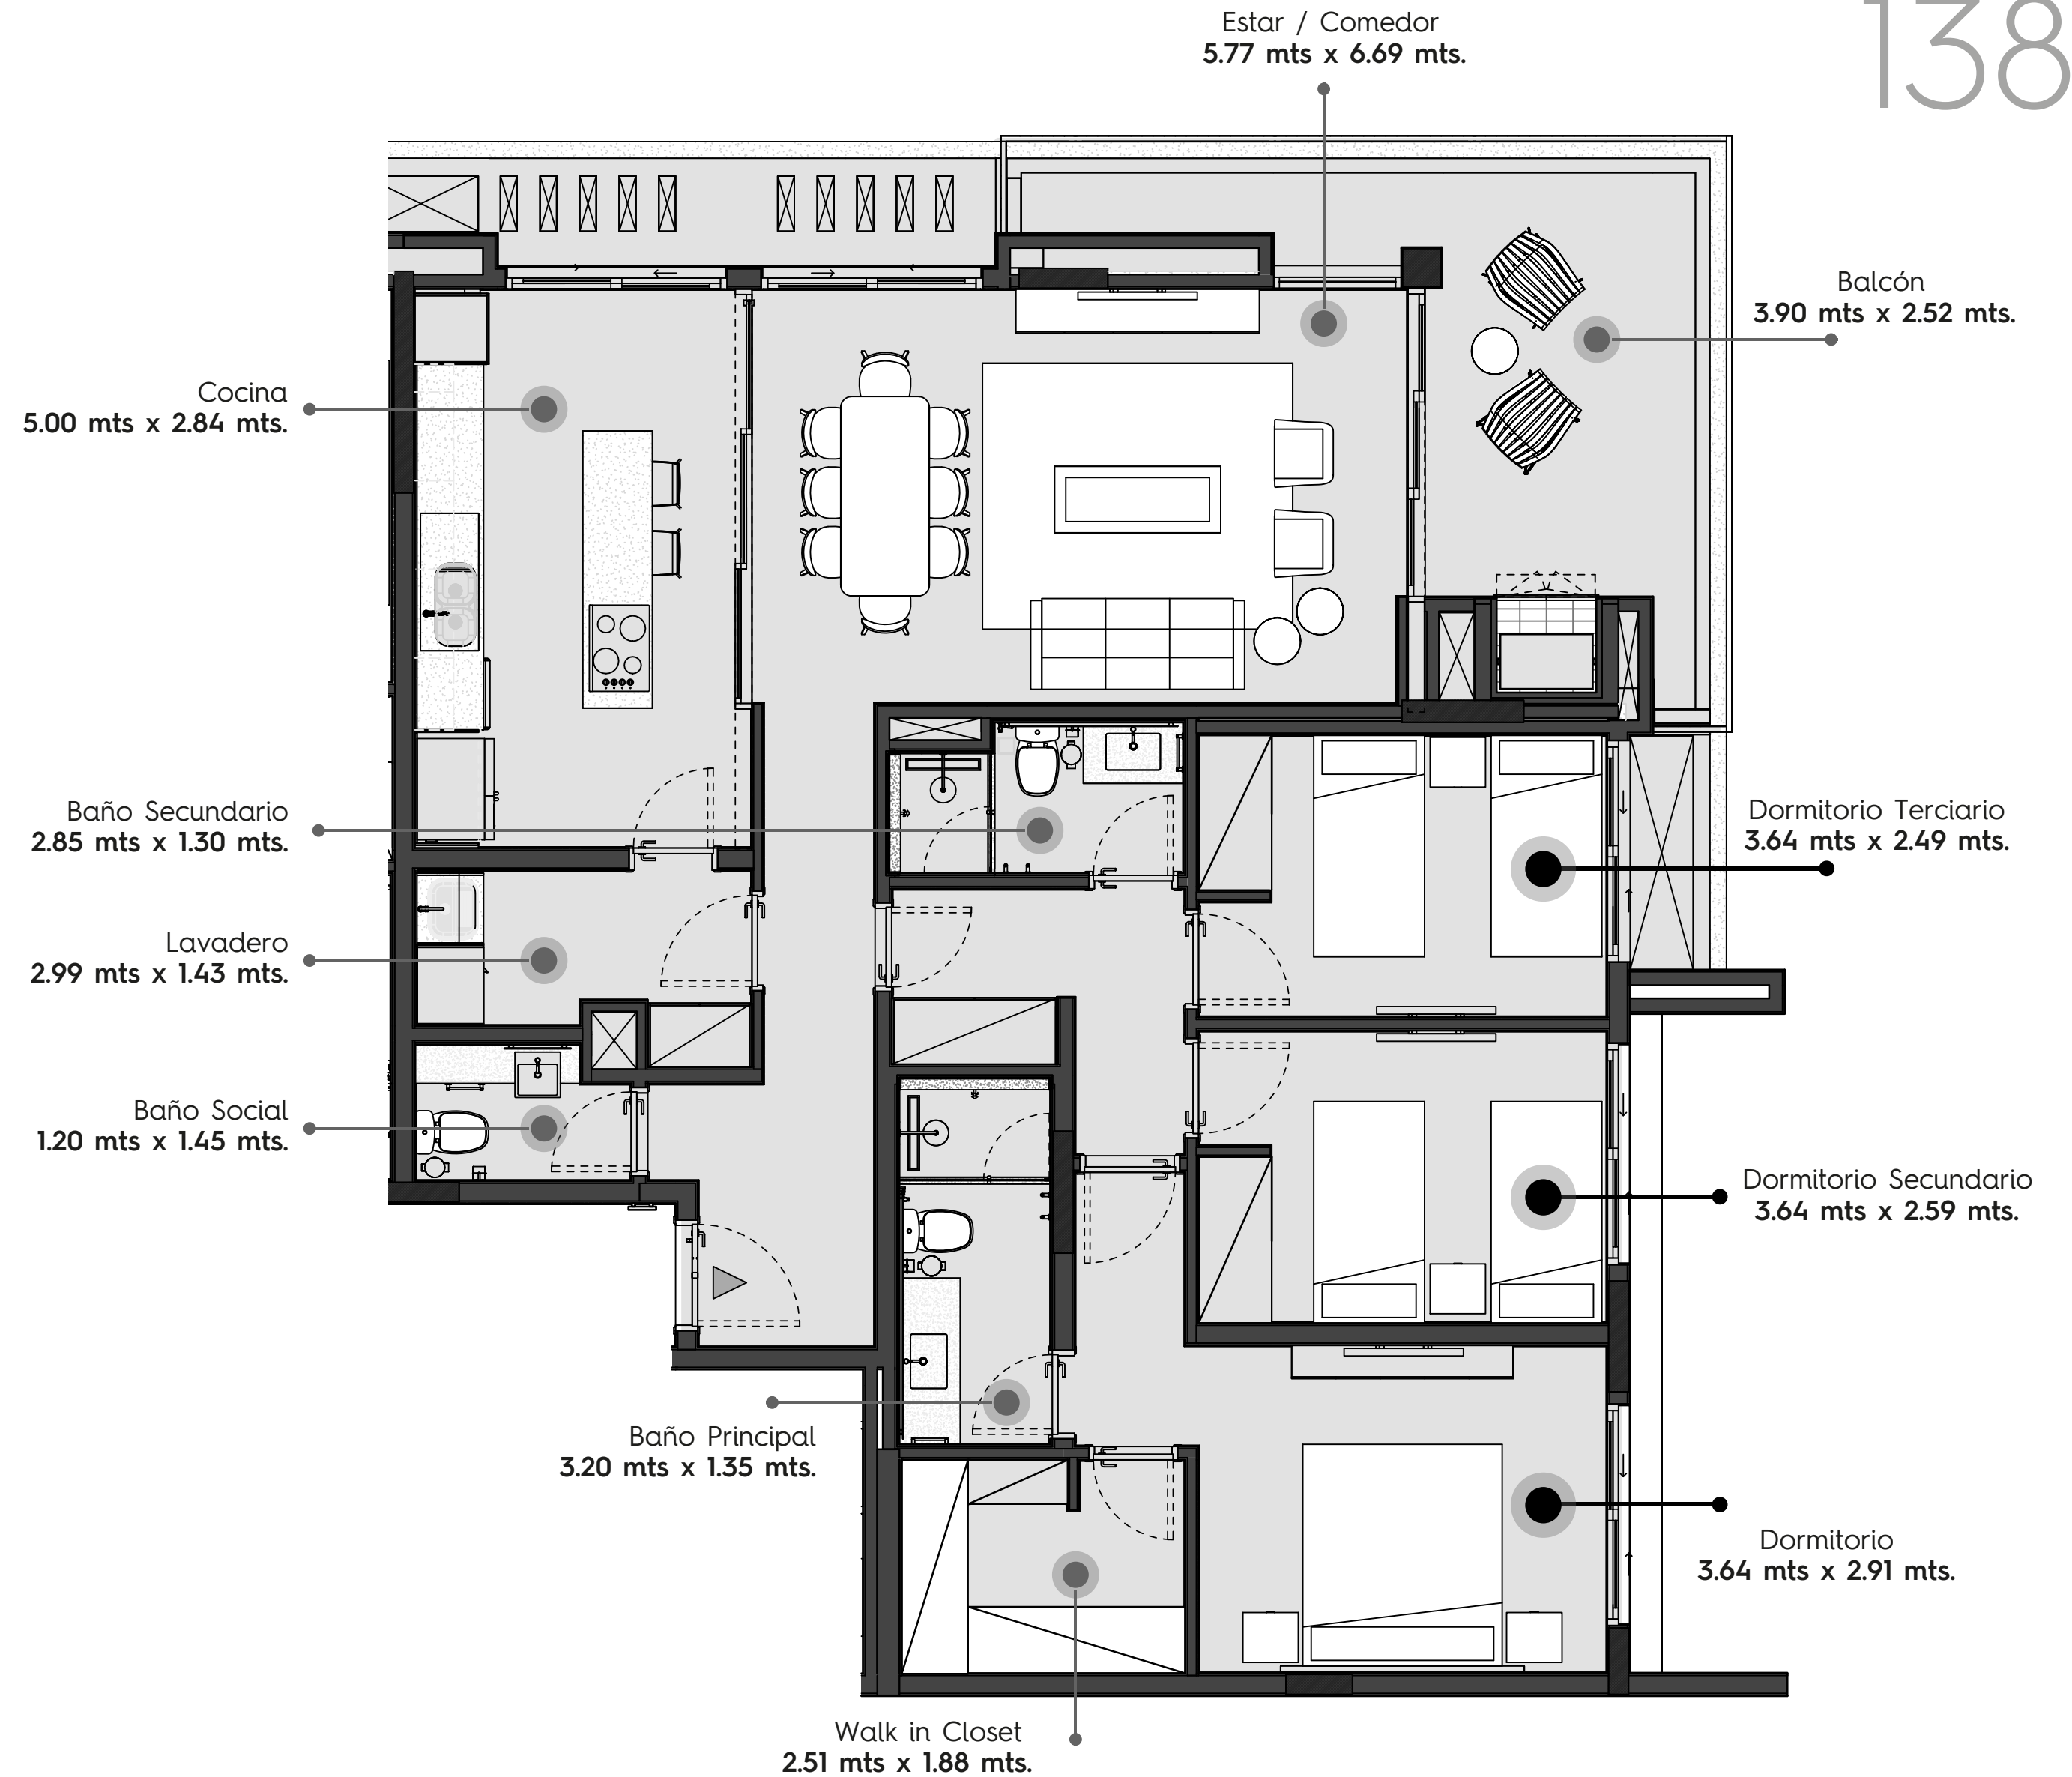 138
Estar / Comedor
5.77 mts x 6.69 mts.
Balcón
3.90 mts x 2.52 mts.
Cocina
5.00 mts x 2.84 mts.
Baño Secundario
2.85 mts x 1.30 mts.
Dormitorio Terciario
3.64 mts x 2.49 mts.
Lavadero
2.99 mts x 1.43 mts.
Baño Social
1.20 mts x 1.45 mts.
Dormitorio Secundario
3.64 mts x 2.59 mts.
Baño Principal
3.20 mts x 1.35 mts.
Dormitorio
3.64 mts x 2.91 mts.
Walk in Closet
2.51 mts x 1.88 mts.